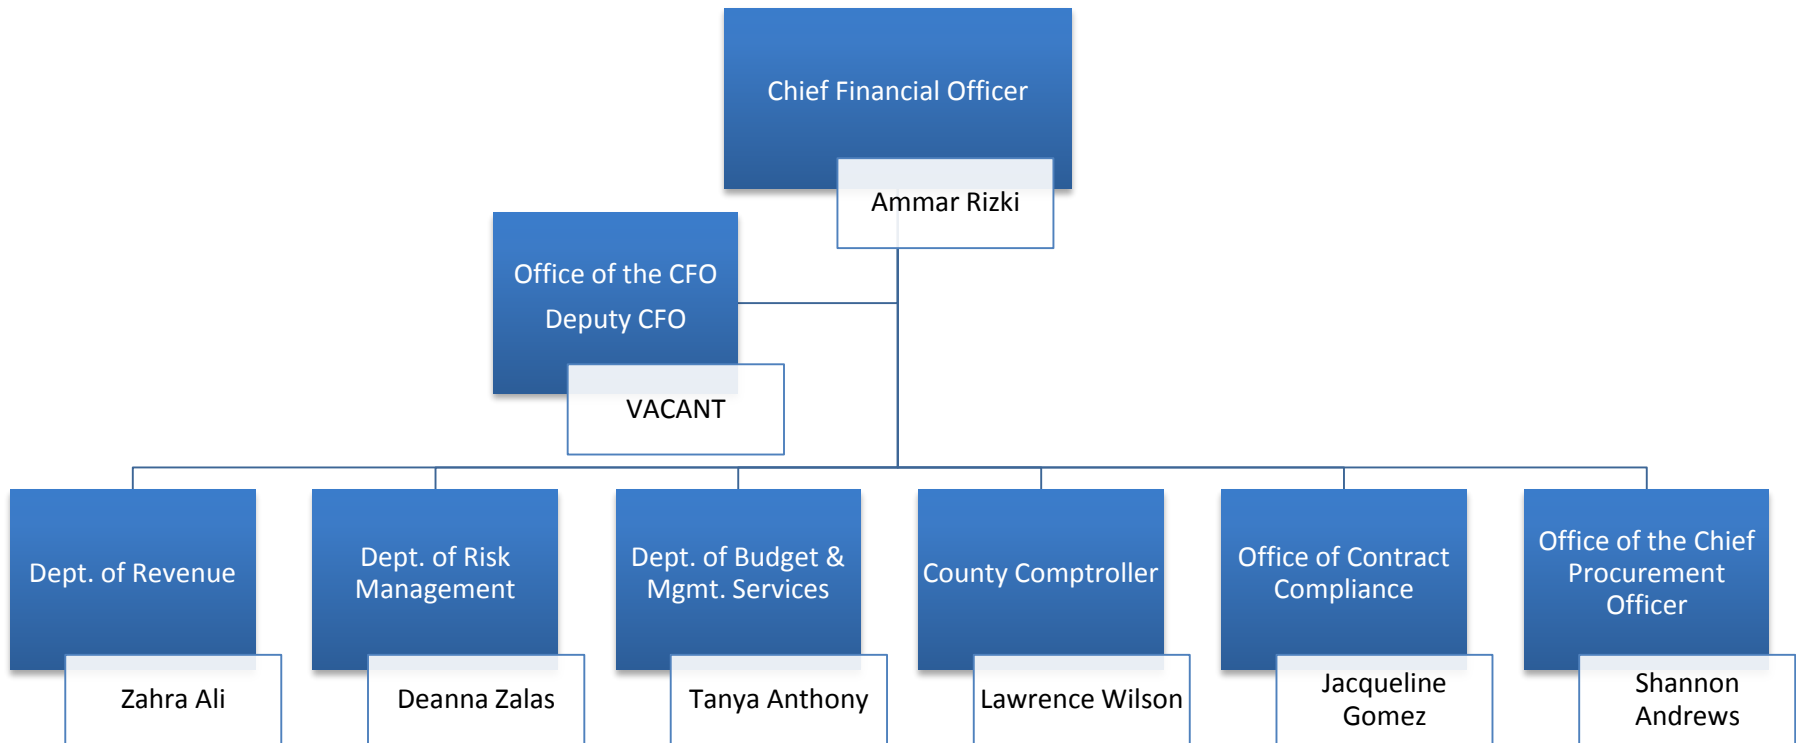 Chief Financial Officer
Ammar Rizki
Office of the CFO
Deputy CFO
VACANT
Dept. of Revenue
Zahra Ali
Dept. of Risk
Management
Deanna Zalas
Dept. of Budget &
Mgmt. Services
Tanya Anthony
County Comptroller
Lawrence Wilson
Office of Contract
Compliance
Jacqueline
Gomez
Office of the Chief
Procurement
Officer
Shannon
Andrews